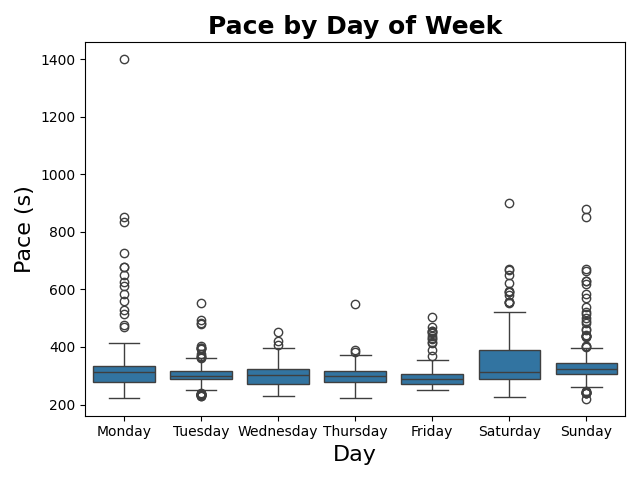 Pace by Day of Week
1400
1200
1000
800
600
400
200
Pace (s)
Monday Tuesday Wednesday Thursday Friday Saturday Sunday
Day